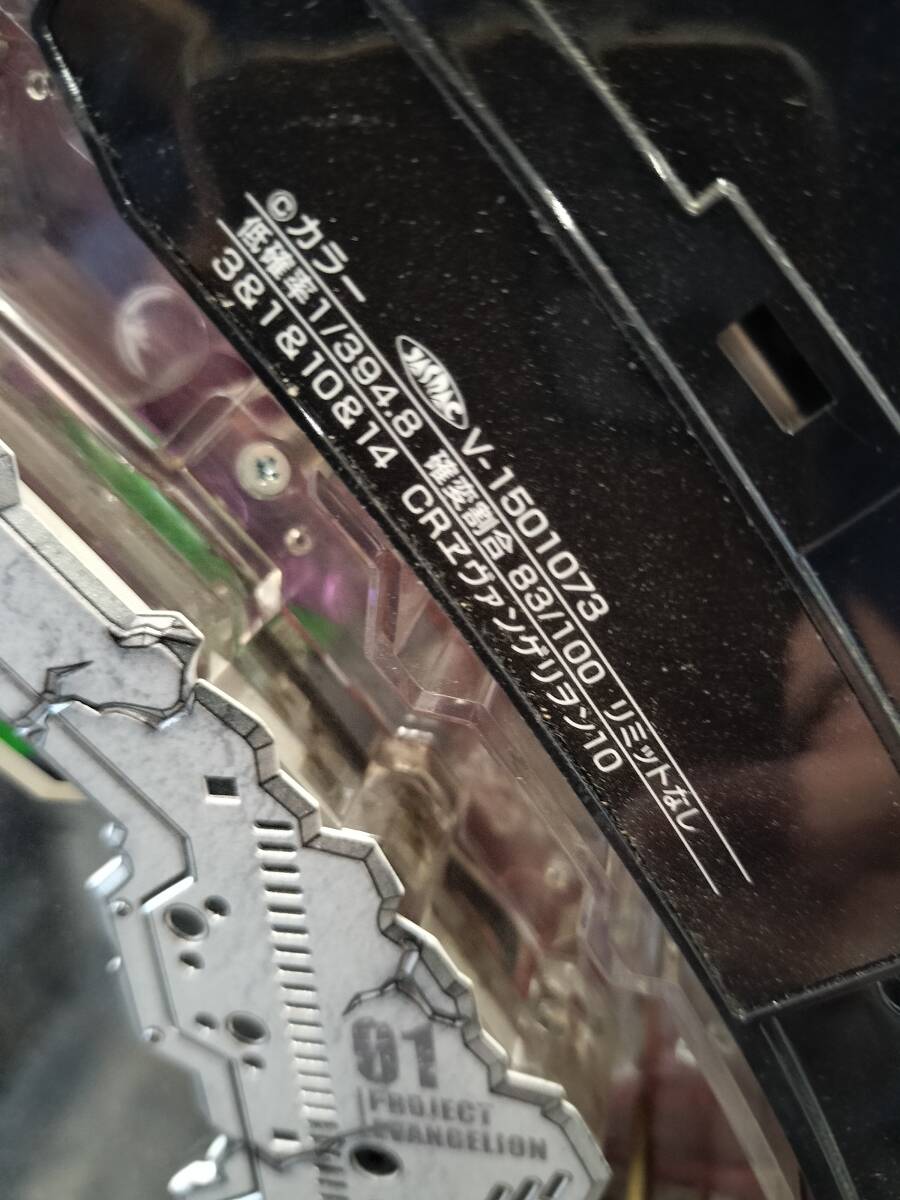 ©カラー JASRAC V-1501073
低確率1/394.8 確変割合 83/100 リミットなし
3&1&10&14 CRヱヴァンゲリヲン10
01
PROJECT
EVANGELION